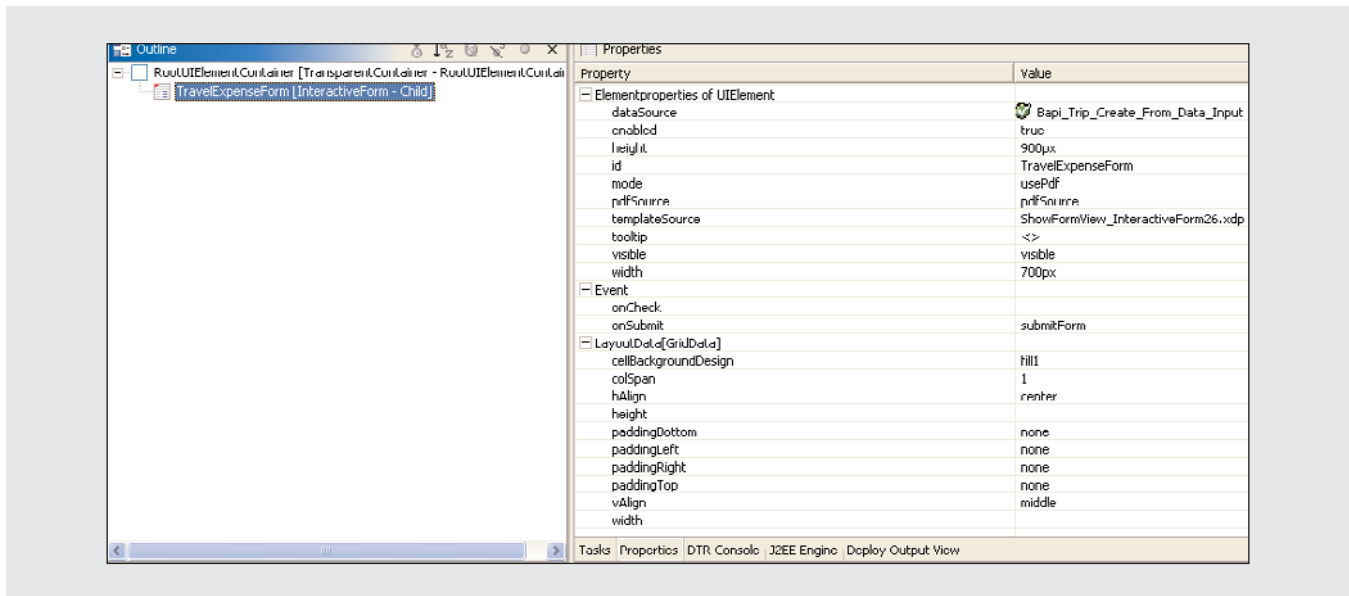 Outline
RootUIElementContainer [TransparentContainer - RootUIElementContai
TravelExpenseForm [InteractiveForm - Child]
Properties
Property Value
Elementproperties of UIElement
dataSource Bapi_Trip_Create_From_Data_Input
enabled true
height 900px
id TravelExpenseForm
mode usePdf
pdfSource pdfSource
templateSource ShowFormView_InteractiveForm26.xdp
tooltip <>
visible visible
width 700px
Event
onCheck
onSubmit submitForm
LayoutData[GridData]
cellBackgroundDesign fill1
colSpan 1
hAlign center
height
paddingBottom none
paddingLeft none
paddingRight none
paddingTop none
vAlign middle
width
Tasks Properties DTR Console J2EE Engine Deploy Output View